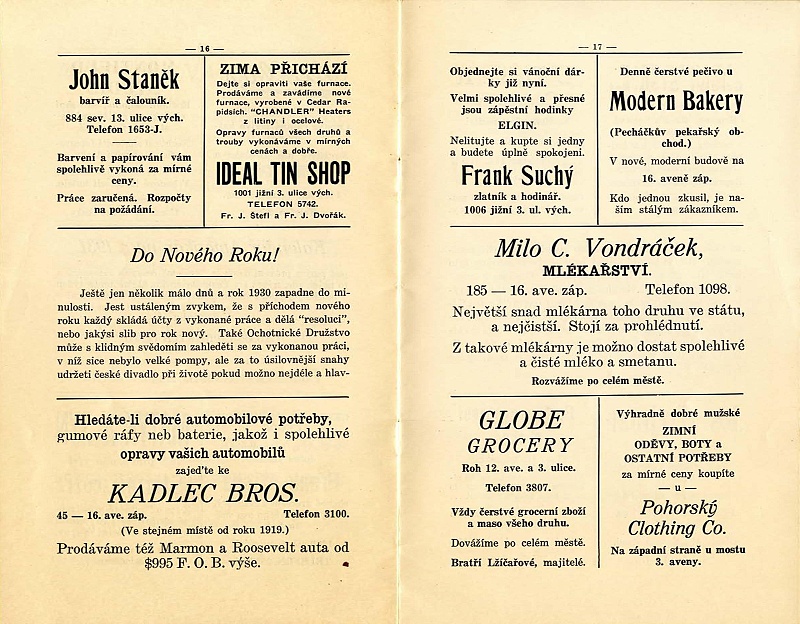 — 16 —
John Staněk
barvíř a čalouník.
884 sev. 13. ulice vých.
Telefon 1653-J.
Barvení a papírování vám
spolehlivě vykoná za mírné
ceny.
Práce zaručená. Rozpočty
na požádání.
ZIMA PŘICHÁZÍ
Dejte si opraviti vaše furnace.
Prodáváme a zavádíme nové
furnace, vyrobené v Cedar Ra-
pidsích. "CHANDLER" Heaters
z litiny i ocelové.
Opravy furnaců všech druhů a
trouby vykonáváme v mírných
cenách a dobře.
IDEAL TIN SHOP
1001 jižní 3. ulice vých.
TELEFON 5742.
Fr. J. Štefl a Fr. J. Dvořák.
Do Nového Roku!
Ještě jen několik málo dnů a rok 1930 zapadne do mi-
nulosti. Jest ustáleným zvykem, že s příchodem nového
roku každý skládá účty z vykonané práce a dělá "resoluci",
nebo jakýsi slib pro rok nový. Také Ochotnické Družstvo
může s klidným svědomím zahleděti se za vykonanou práci,
v níž sice nebylo velké pompy, ale za to úsilovnější snahy
udržeti české divadlo při životě pokud možno nejdéle a hlav-
Hledáte-li dobré automobilové potřeby,
gumové ráfy neb baterie, jakož i spolehlivé
opravy vašich automobilů
zajeďte ke
KADLEC BROS.
45 — 16. ave. záp. Telefon 3100.
(Ve stejném místě od roku 1919.)
Prodáváme též Marmon a Roosevelt auta od
$995 F. O. B. výše.
— 17 —
Objednejte si vánoční dár-
ky již nyní.
Velmi spolehlivé a přesné
jsou zápěstní hodinky
ELGIN.
Nelitujte a kupte si jedny
a budete úplně spokojeni.
Frank Suchý
zlatník a hodinář.
1006 jižní 3. ul. vých.
Denně čerstvé pečivo u
Modern Bakery
(Pecháčkův pekařský ob-
chod.)
V nové, moderní budově na
16. aveně záp.
Kdo jednou zkusil, je na-
ším stálým zákazníkem.
Milo C. Vondráček,
MLÉKAŘSTVÍ.
185 — 16. ave. záp. Telefon 1098.
Největší snad mlékárna toho druhu ve státu,
a nejčistší. Stojí za prohlédnutí.
Z takové mlékárny je možno dostat spolehlivé
a čisté mléko a smetanu.
Rozvážíme po celém městě.
GLOBE
GROCERY
Roh 12. ave. a 3. ulice.
Telefon 3807.
Vždy čerstvé grocerní zboží
a maso všeho druhu.
Dovážíme po celém městě.
Bratří Lžíčařové, majitelé.
Výhradně dobré mužské
ZIMNÍ
ODĚVY, BOTY a
OSTATNÍ POTŘEBY
za mírné ceny koupíte
— u —
Pohorský
Clothing Co.
Na západní straně u mostu
3. aveny.